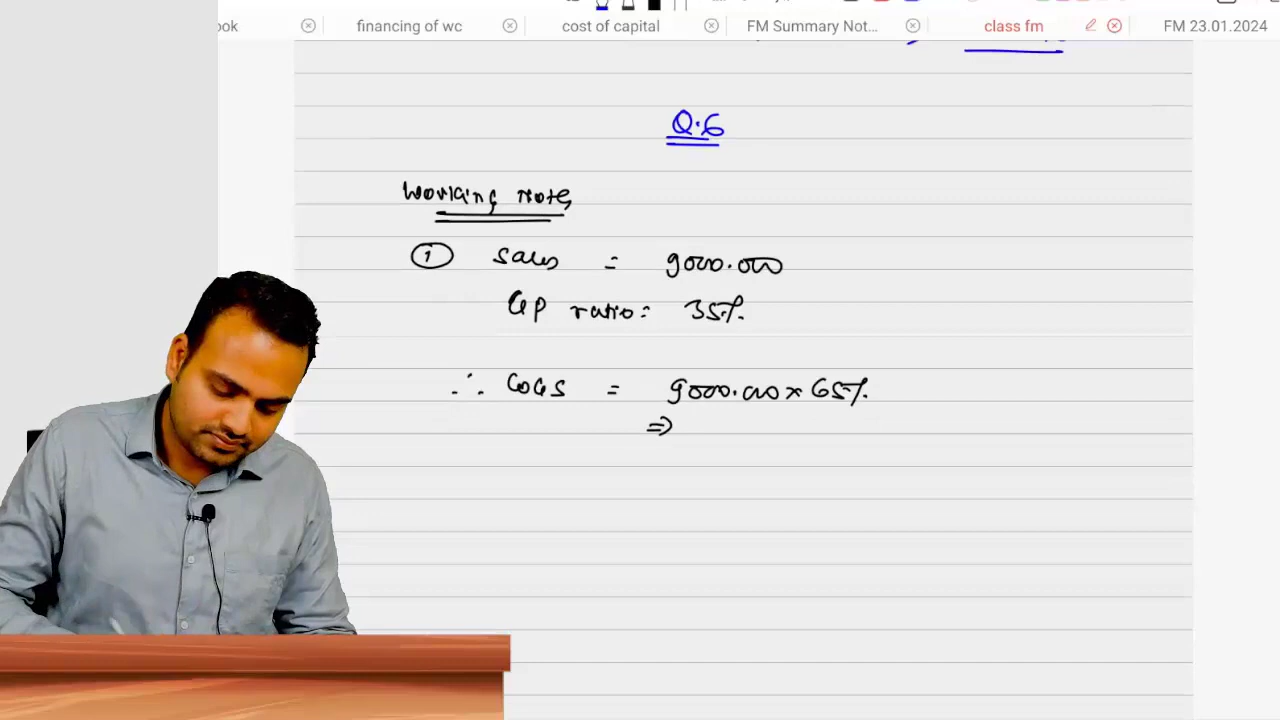 ook financing of wc cost of capital FM Summary Not... class fm FM 23.01.2024
Q.6
Working Note
① Sales = 9000.000
GP ratio = 35%.
∴ COGS = 9000.000 × 65%.
⇒